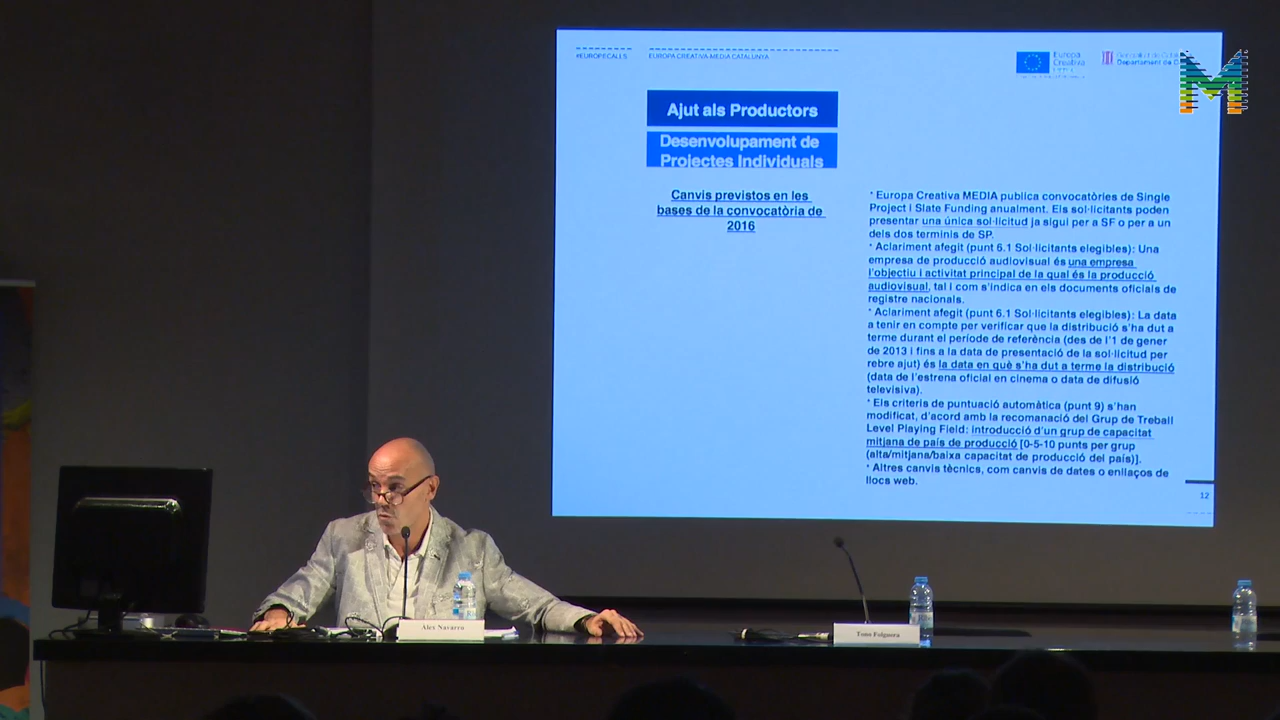 #EUROPECALLS
EUROPA CREATIVA MEDIA CATALUNYA
Europa
Creativa
Generalitat de
Departament de
M
Ajut als Productors
Desenvolupament de
Projectes Individuals
Canvis previstos en les
bases de la convocatòria de
2016
* Europa Creativa MEDIA publica convocatòries de Single
Project i Slate Funding anualment. Els sol·licitants poden
presentar una única sol·licitud ja sigui per a SF o per a un
dels dos terminis de SP.
* Aclariment afegit (punt 6.1 Sol·licitants elegibles): Una
empresa de producció audiovisual és una empresa
l'objectiu i activitat principal de la qual és la producció
audiovisual, tal i com s'indica en els documents oficials de
registre nacionals.
* Aclariment afegit (punt 6.1 Sol·licitants elegibles): La data
a tenir en compte per verificar que la distribució s'ha dut a
terme durant el període de referència (des de l'1 de gener
de 2013 i fins a la data de presentació de la sol·licitud per
rebre ajut) és la data en què s'ha dut a terme la distribució
(data de l'estrena oficial en cinema o data de difusió
televisiva).
* Els criteris de puntuació automàtica (punt 9) s'han
modificat, d'acord amb la recomanació del Grup de Treball
Level Playing Field: introducció d'un grup de capacitat
mitjana de país de producció [0-5-10 punts per grup
(alta/mitjana/baixa capacitat de producció del país)].
* Altres canvis tècnics, com canvis de dates o enllaços de
llocs web.
12
Àlex Navarro
Tono Folguera